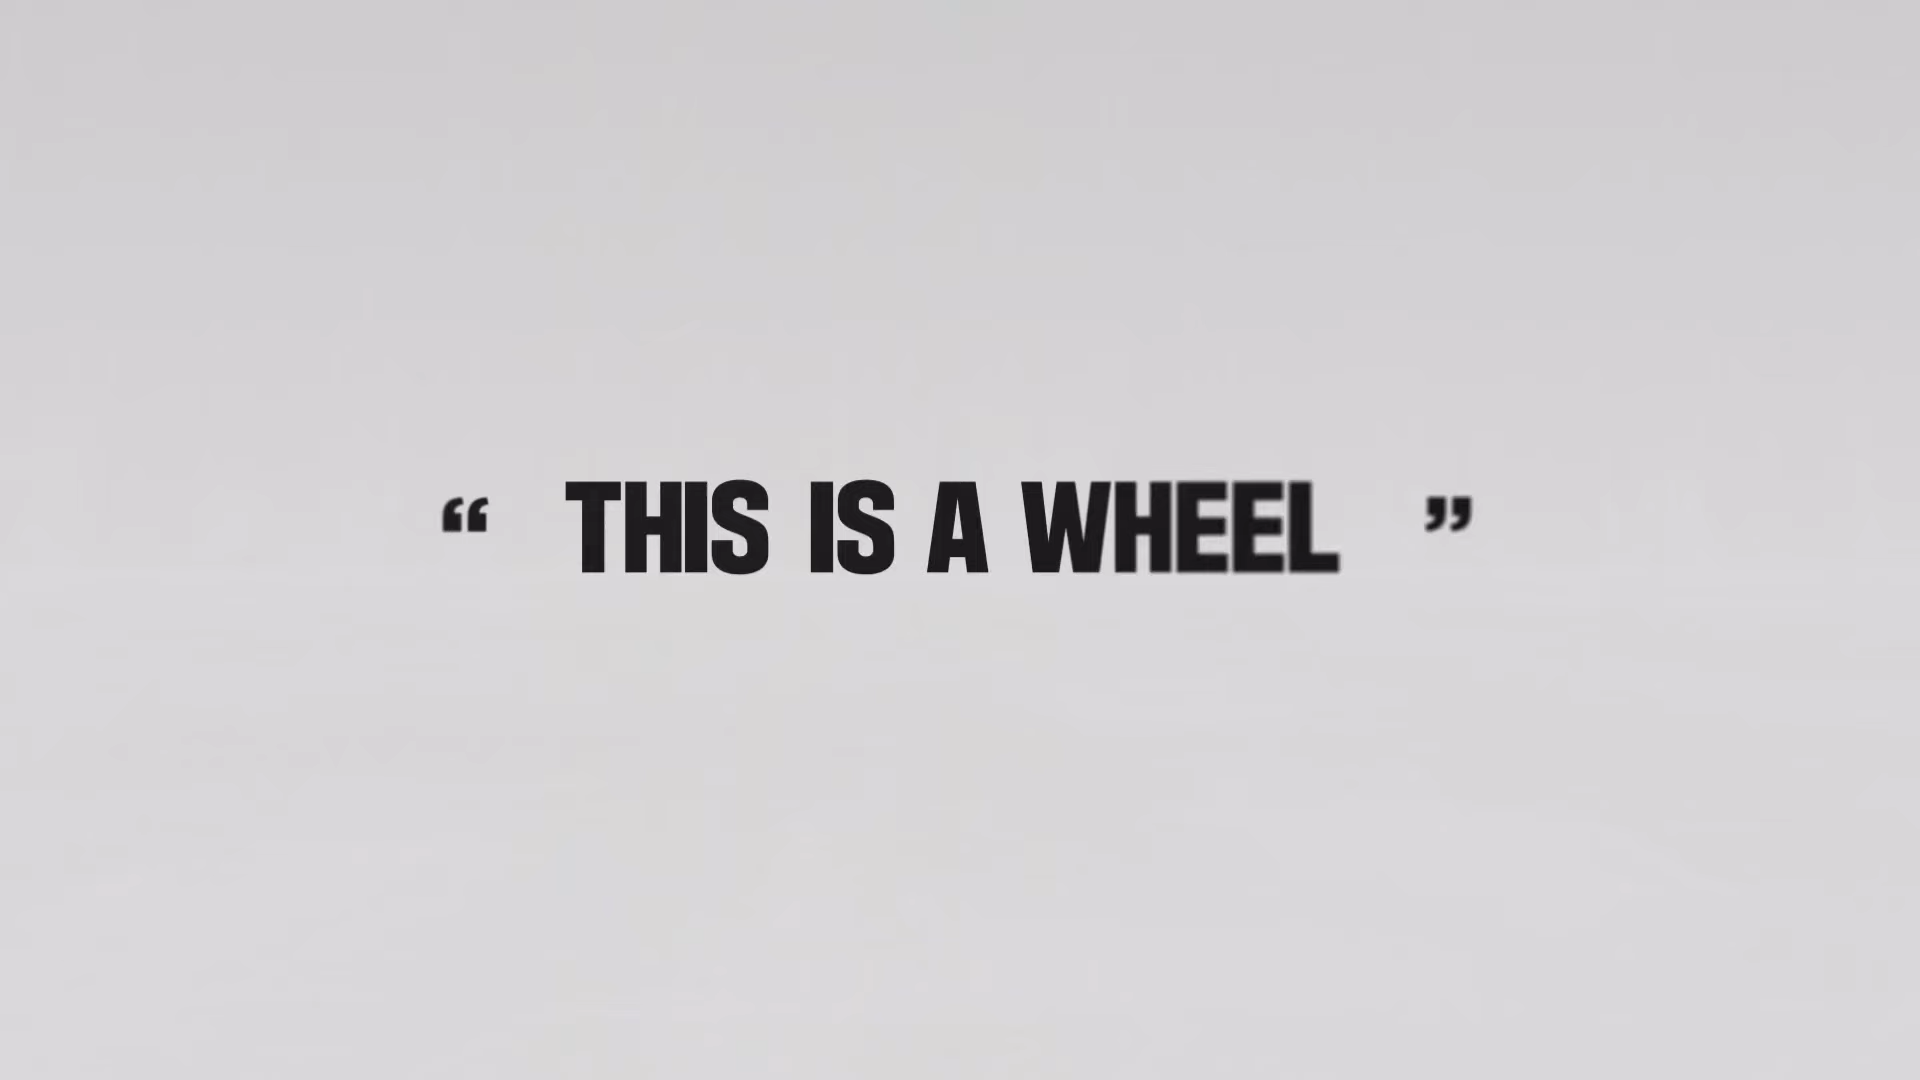 “ THIS IS A WHEEL ”